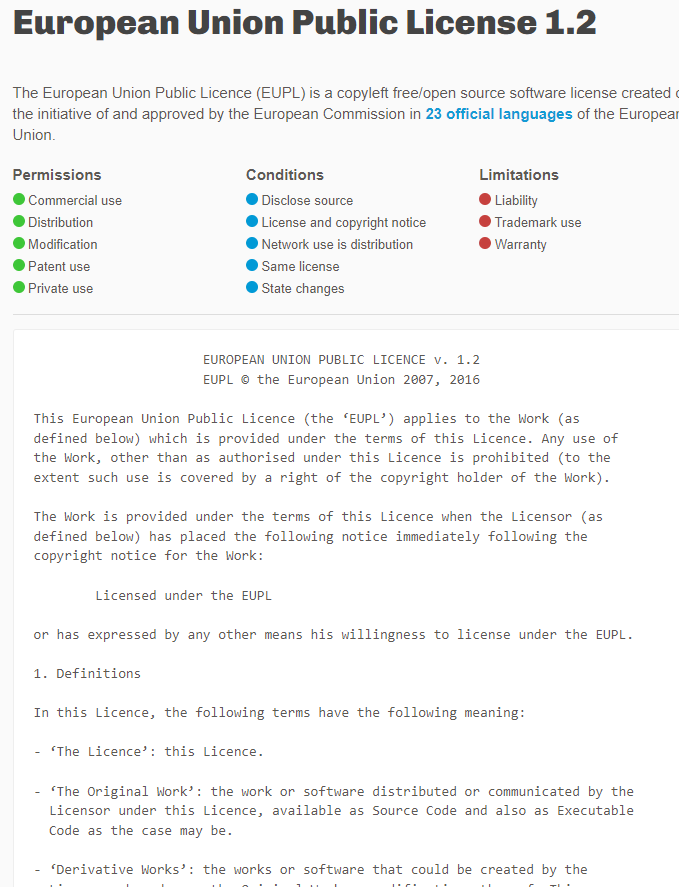 European Union Public License 1.2
The European Union Public Licence (EUPL) is a copyleft free/open source software license created
the initiative of and approved by the European Commission in 23 official languages of the European
Union.
Permissions
Commercial use
Distribution
Modification
Patent use
Private use
Conditions
Disclose source
License and copyright notice
Network use is distribution
Same license
State changes
Limitations
Liability
Trademark use
Warranty
EUROPEAN UNION PUBLIC LICENCE v. 1.2
EUPL © the European Union 2007, 2016
This European Union Public Licence (the ‘EUPL’) applies to the Work (as
defined below) which is provided under the terms of this Licence. Any use of
the Work, other than as authorised under this Licence is prohibited (to the
extent such use is covered by a right of the copyright holder of the Work).
The Work is provided under the terms of this Licence when the Licensor (as
defined below) has placed the following notice immediately following the
copyright notice for the Work:
Licensed under the EUPL
or has expressed by any other means his willingness to license under the EUPL.
1. Definitions
In this Licence, the following terms have the following meaning:
- ‘The Licence’: this Licence.
- ‘The Original Work’: the work or software distributed or communicated by the
Licensor under this Licence, available as Source Code and also as Executable
Code as the case may be.
- ‘Derivative Works’: the works or software that could be created by the